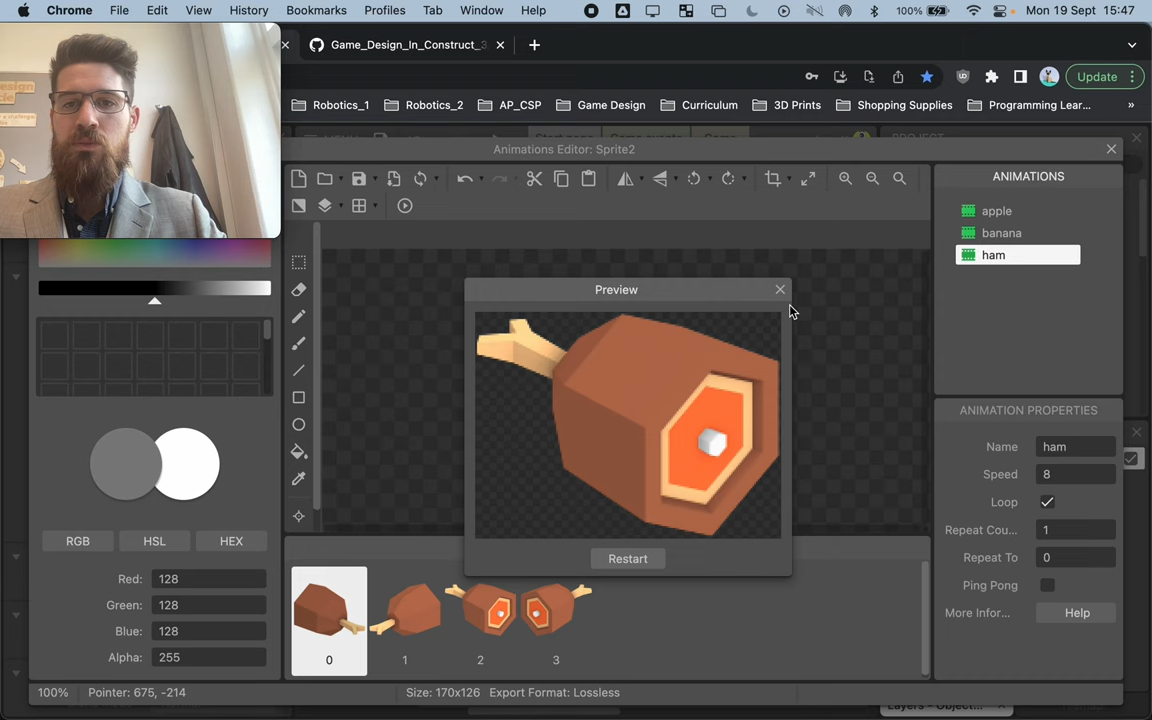 Chrome File Edit View History Bookmarks Profiles Tab Window Help 100% Mon 19 Sept 15:47
Game_Design_In_Construct_3
Update
Robotics_1 Robotics_2 AP_CSP Game Design Curriculum 3D Prints Shopping Supplies Programming Lear... »
Animations Editor: Sprite2
ANIMATIONS
apple
banana
ham
Preview
Restart
ANIMATION PROPERTIES
Name ham
Speed 8
Loop
Repeat Cou... 1
Repeat To 0
Ping Pong
More Infor... Help
RGB HSL HEX
Red: 128
Green: 128
Blue: 128
Alpha: 255
0 1 2 3
100% Pointer: 675, -214 Size: 170x126 Export Format: Lossless